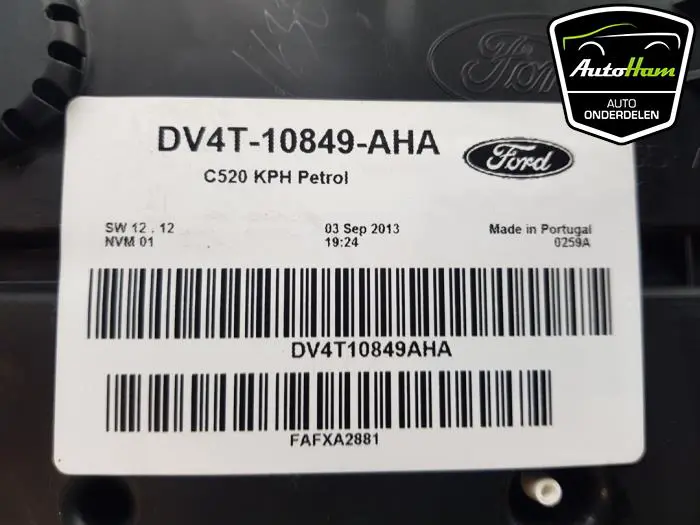 Ford
AutoHam
AUTO
ONDERDELEN
DV4T-10849-AHA
Ford
C520 KPH Petrol
SW 12 . 12
03 Sep 2013
Made in Portugal
NVM 01
19:24
0259A
DV4T10849AHA
FAFXA2881